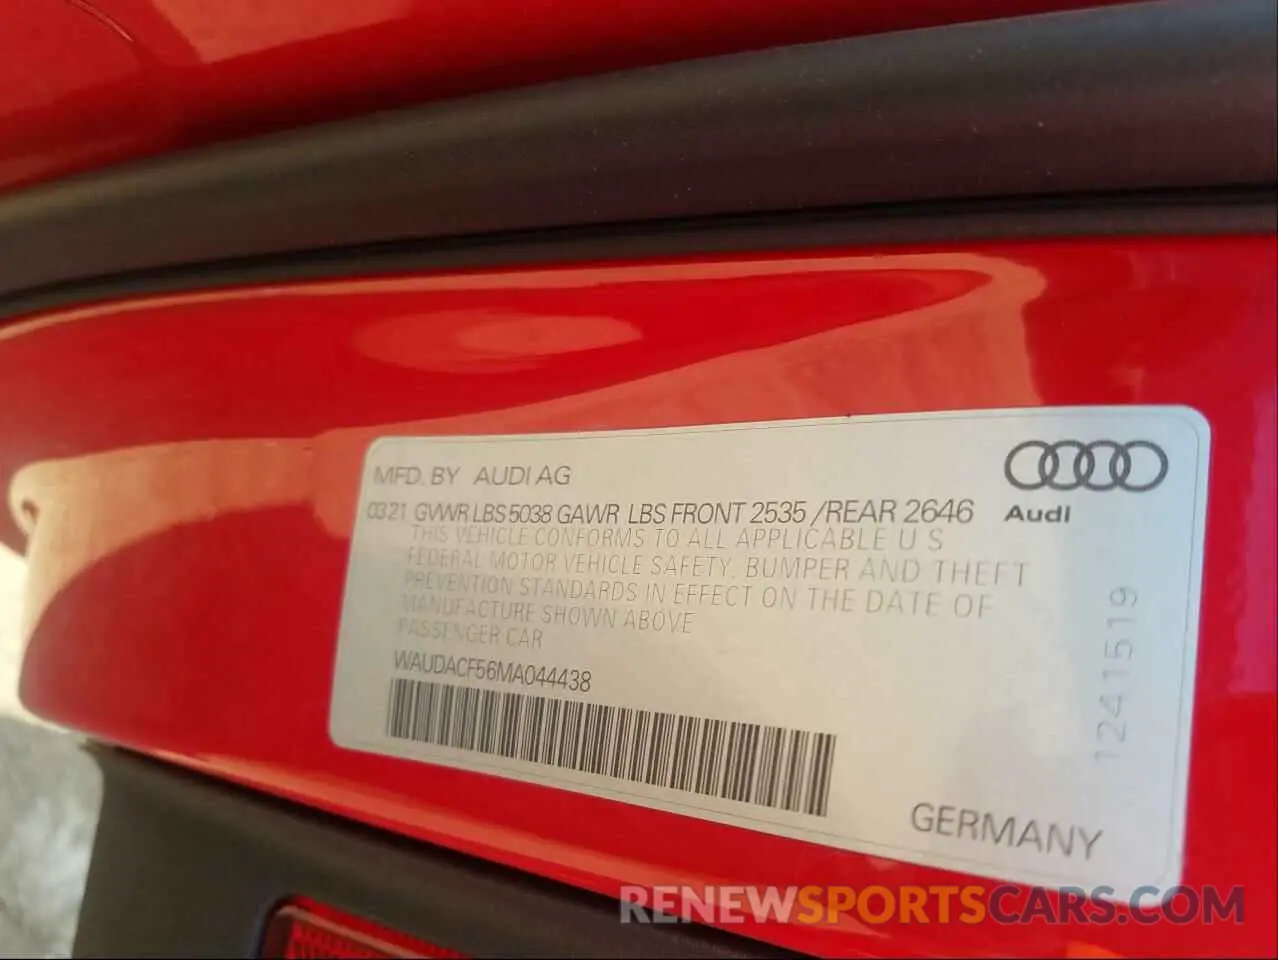 MFD. BY AUDI AG
03 21 GVWR LBS 5038 GAWR LBS FRONT 2535 / REAR 2646
Audi
THIS VEHICLE CONFORMS TO ALL APPLICABLE U S
FEDERAL MOTOR VEHICLE SAFETY, BUMPER AND THEFT
PREVENTION STANDARDS IN EFFECT ON THE DATE OF
MANUFACTURE SHOWN ABOVE
PASSENGER CAR
WAUDACF56MA044438
1241519
GERMANY
RENEWSPORTSCARS.COM